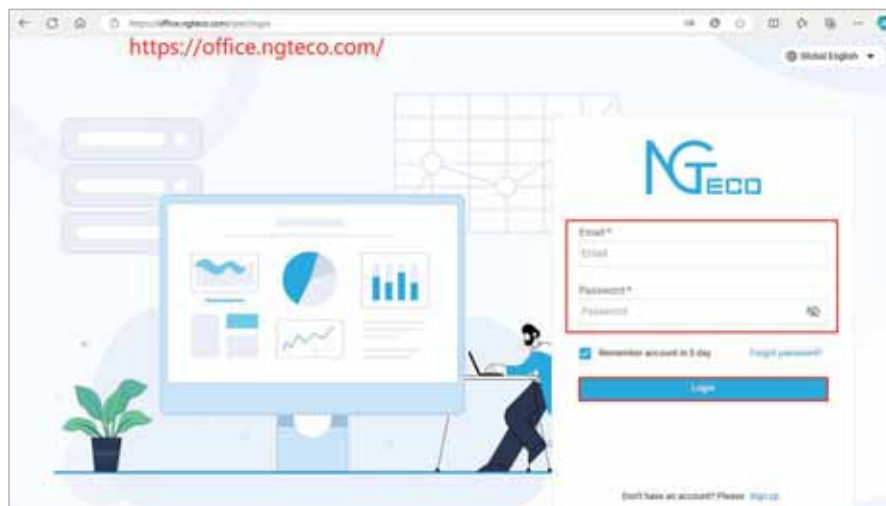 https://office.ngteco.com/
Global English
NGTECO
Email *
Email
Password *
Password
Remember account in 5 day
Forgot password?
Login
Don't have an account? Please Sign up